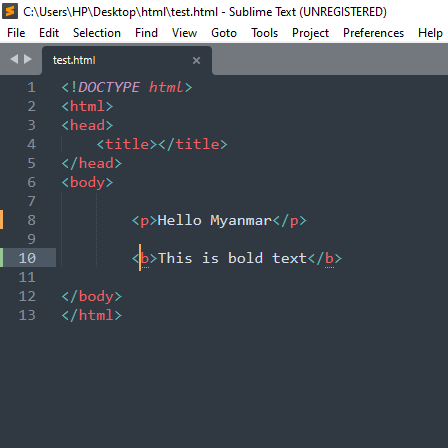 C:\Users\HP\Desktop\html\test.html - Sublime Text (UNREGISTERED)
File Edit Selection Find View Goto Tools Project Preferences Help
test.html
1 <!DOCTYPE html>
2 <html>
3 <head>
4 <title></title>
5 </head>
6 <body>
7
8 <p>Hello Myanmar</p>
9
10 <b>This is bold text</b>
11
12 </body>
13 </html>